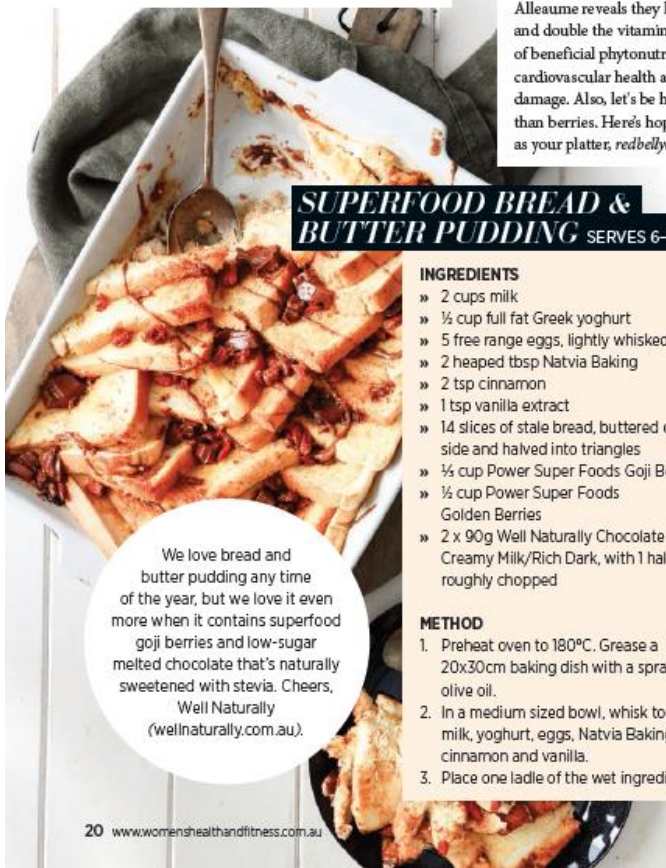 Alleaume reveals they
and double the vitamin
of beneficial phytonutr
cardiovascular health a
damage. Also, let's be h
than berries. Here's hop
as your platter, redbelly
SUPERFOOD BREAD &
BUTTER PUDDING SERVES 6–
INGREDIENTS
» 2 cups milk
» ½ cup full fat Greek yoghurt
» 5 free range eggs, lightly whisked
» 2 heaped tbsp Natvia Baking
» 2 tsp cinnamon
» 1 tsp vanilla extract
» 14 slices of stale bread, buttered
side and halved into triangles
» ⅓ cup Power Super Foods Goji B
» ½ cup Power Super Foods
Golden Berries
» 2 x 90g Well Naturally Chocolate
Creamy Milk/Rich Dark, with 1 hal
roughly chopped
METHOD
1. Preheat oven to 180°C. Grease a
20x30cm baking dish with a spra
olive oil.
2. In a medium sized bowl, whisk to
milk, yoghurt, eggs, Natvia Baking
cinnamon and vanilla.
3. Place one ladle of the wet ingredi
We love bread and
butter pudding any time
of the year, but we love it even
more when it contains superfood
goji berries and low-sugar
melted chocolate that's naturally
sweetened with stevia. Cheers,
Well Naturally
(wellnaturally.com.au).
20 www.womenshealthandfitness.com.au